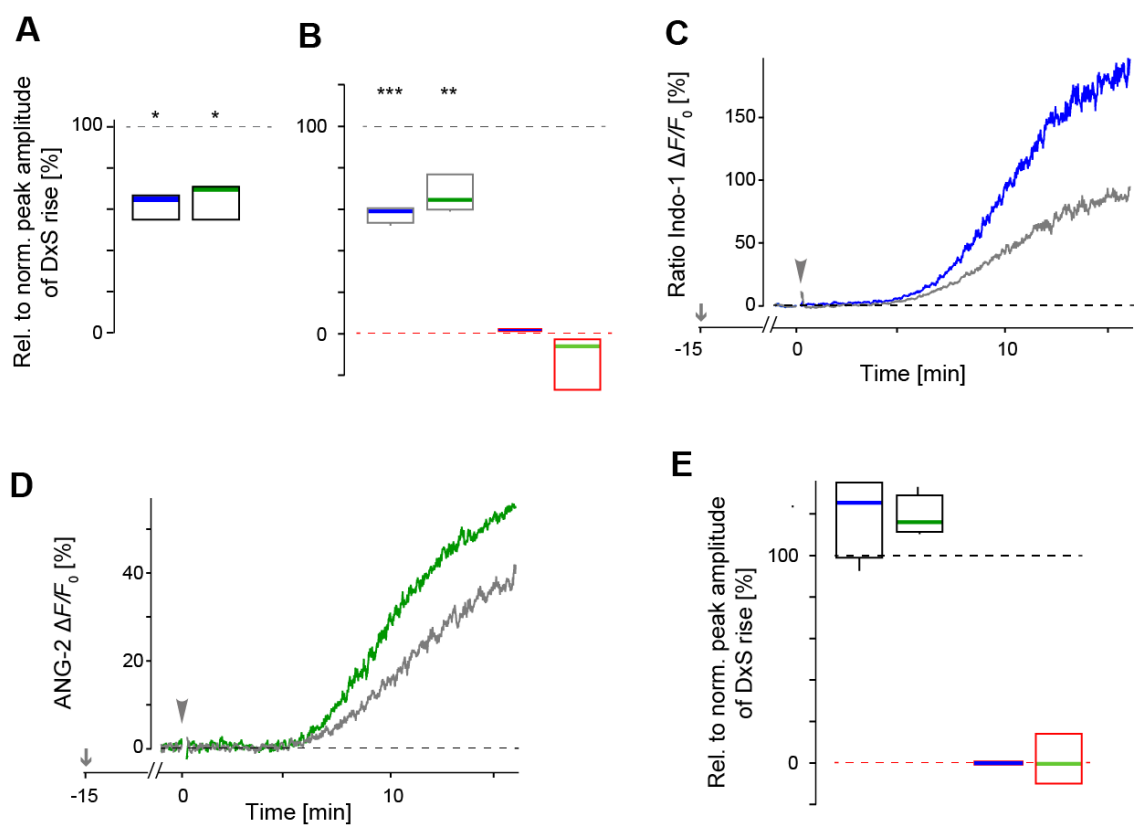 A
B
C
Rel. to norm. peak amplitude
of DxS rise [%]
100
0
* *
100
0
*** **
Ratio Indo-1 ΔF/F0 [%]
150
100
50
0
-15 0 10
Time [min]
D
E
ANG-2 ΔF/F0 [%]
40
20
0
-15 0 10
Time [min]
Rel. to norm. peak amplitude
of DxS rise [%]
100
0